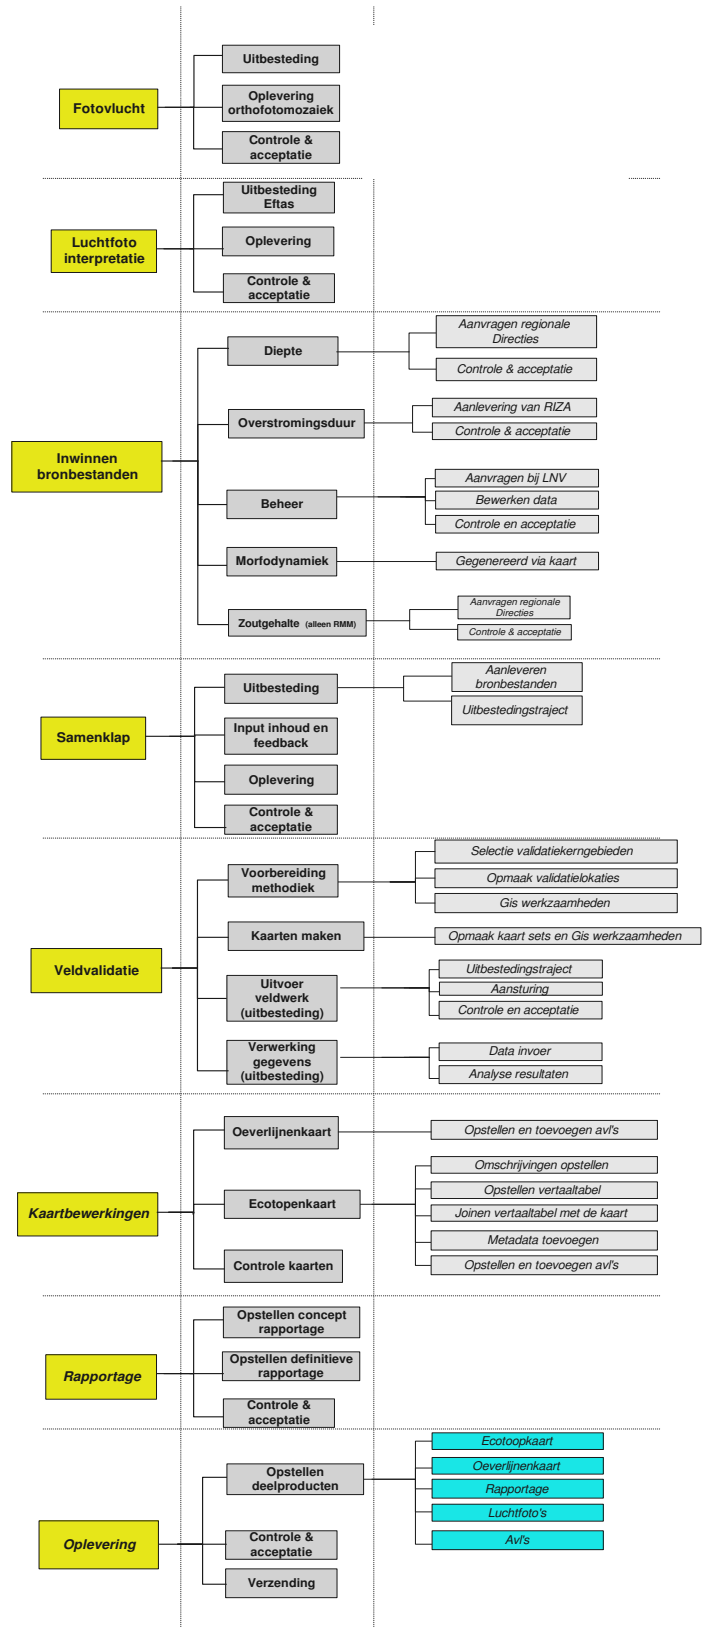 Fotovlucht
Uitbesteding
Oplevering
orthofotomozaiek
Controle &
acceptatie
Luchtfoto
interpretatie
Uitbesteding
Eftas
Oplevering
Controle &
acceptatie
Inwinnen
bronbestanden
Diepte
Aanvragen regionale
Directies
Controle & acceptatie
Overstromingsduur
Aanlevering van RIZA
Controle & acceptatie
Beheer
Aanvragen bij LNV
Bewerken data
Controle en acceptatie
Morfodynamiek
Gegenereerd via kaart
Zoutgehalte (alleen RMM)
Aanvragen regionale
Directies
Controle & acceptatie
Samenklap
Uitbesteding
Aanleveren
bronbestanden
Uitbestedingstraject
Input inhoud en
feedback
Oplevering
Controle &
acceptatie
Veldvalidatie
Voorbereiding
methodiek
Selectie validatiekerngebieden
Opmaak validatielokaties
Gis werkzaamheden
Kaarten maken
Opmaak kaart sets en Gis werkzaamheden
Uitvoer
veldwerk
(uitbesteding)
Uitbestedingstraject
Aansturing
Controle en acceptatie
Verwerking
gegevens
(uitbesteding)
Data invoer
Analyse resultaten
Kaartbewerkingen
Oeverlijnenkaart
Opstellen en toevoegen avl's
Ecotopenkaart
Omschrijvingen opstellen
Opstellen vertaaltabel
Joinen vertaaltabel met de kaart
Metadata toevoegen
Opstellen en toevoegen avl's
Controle kaarten
Rapportage
Opstellen concept
rapportage
Opstellen definitieve
rapportage
Controle &
acceptatie
Oplevering
Opstellen
deelproducten
Ecotoopkaart
Oeverlijnenkaart
Rapportage
Luchtfoto's
Avl's
Controle &
acceptatie
Verzending